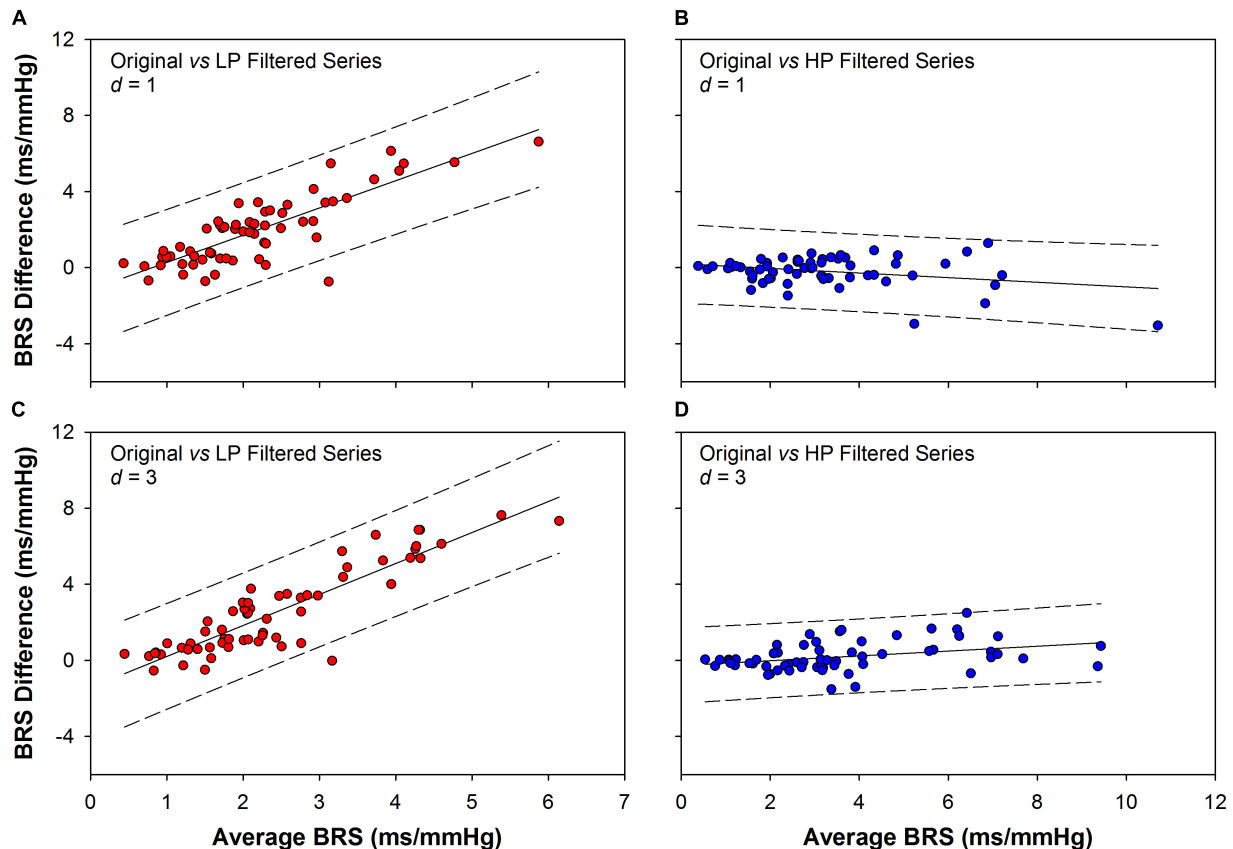 A
B
12
8
4
0
-4
BRS Difference (ms/mmHg)
Original vs LP Filtered Series
d = 1
Original vs HP Filtered Series
d = 1
C
D
12
8
4
0
-4
BRS Difference (ms/mmHg)
Original vs LP Filtered Series
d = 3
Original vs HP Filtered Series
d = 3
0 1 2 3 4 5 6 7
0 2 4 6 8 10 12
Average BRS (ms/mmHg)
Average BRS (ms/mmHg)